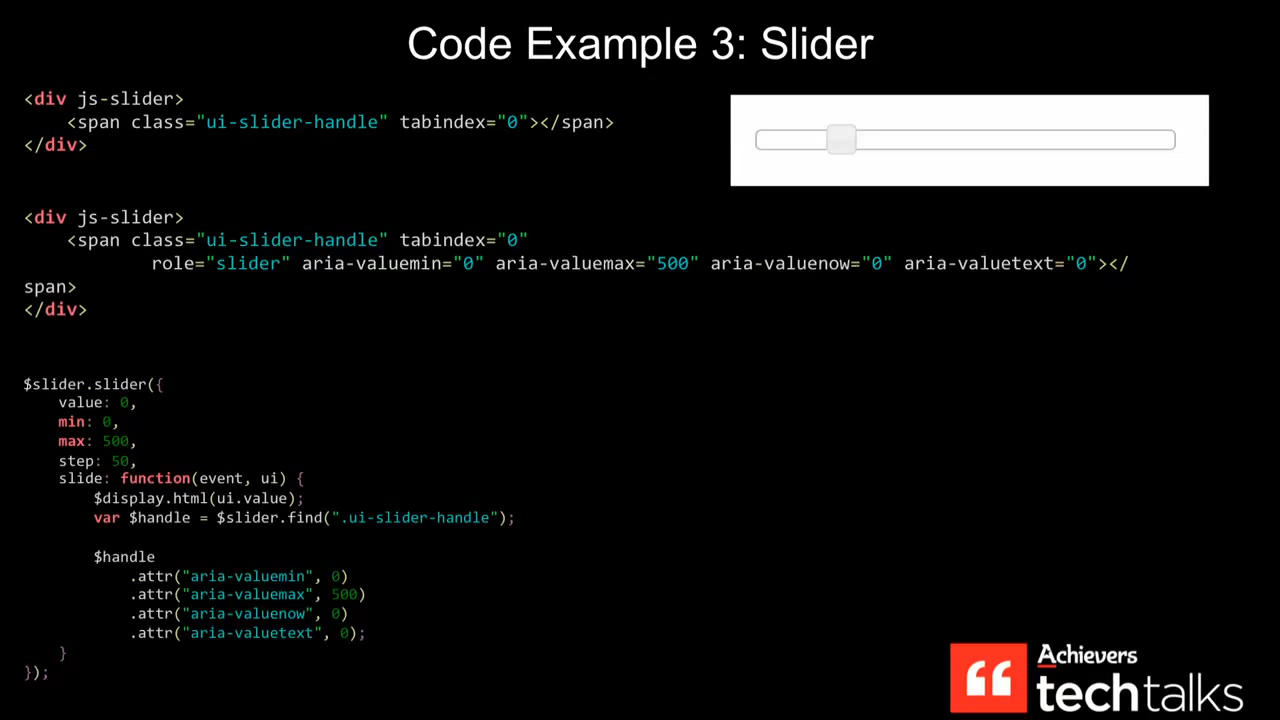 Code Example 3: Slider
<div js-slider>
<span class="ui-slider-handle" tabindex="0"></span>
</div>
<div js-slider>
<span class="ui-slider-handle" tabindex="0"
role="slider" aria-valuemin="0" aria-valuemax="500" aria-valuenow="0" aria-valuetext="0"></
span>
</div>
$slider.slider({
value: 0,
min: 0,
max: 500,
step: 50,
slide: function(event, ui) {
$display.html(ui.value);
var $handle = $slider.find(".ui-slider-handle");
$handle
.attr("aria-valuemin", 0)
.attr("aria-valuemax", 500)
.attr("aria-valuenow", 0)
.attr("aria-valuetext", 0);
}
});
Achievers
techtalks